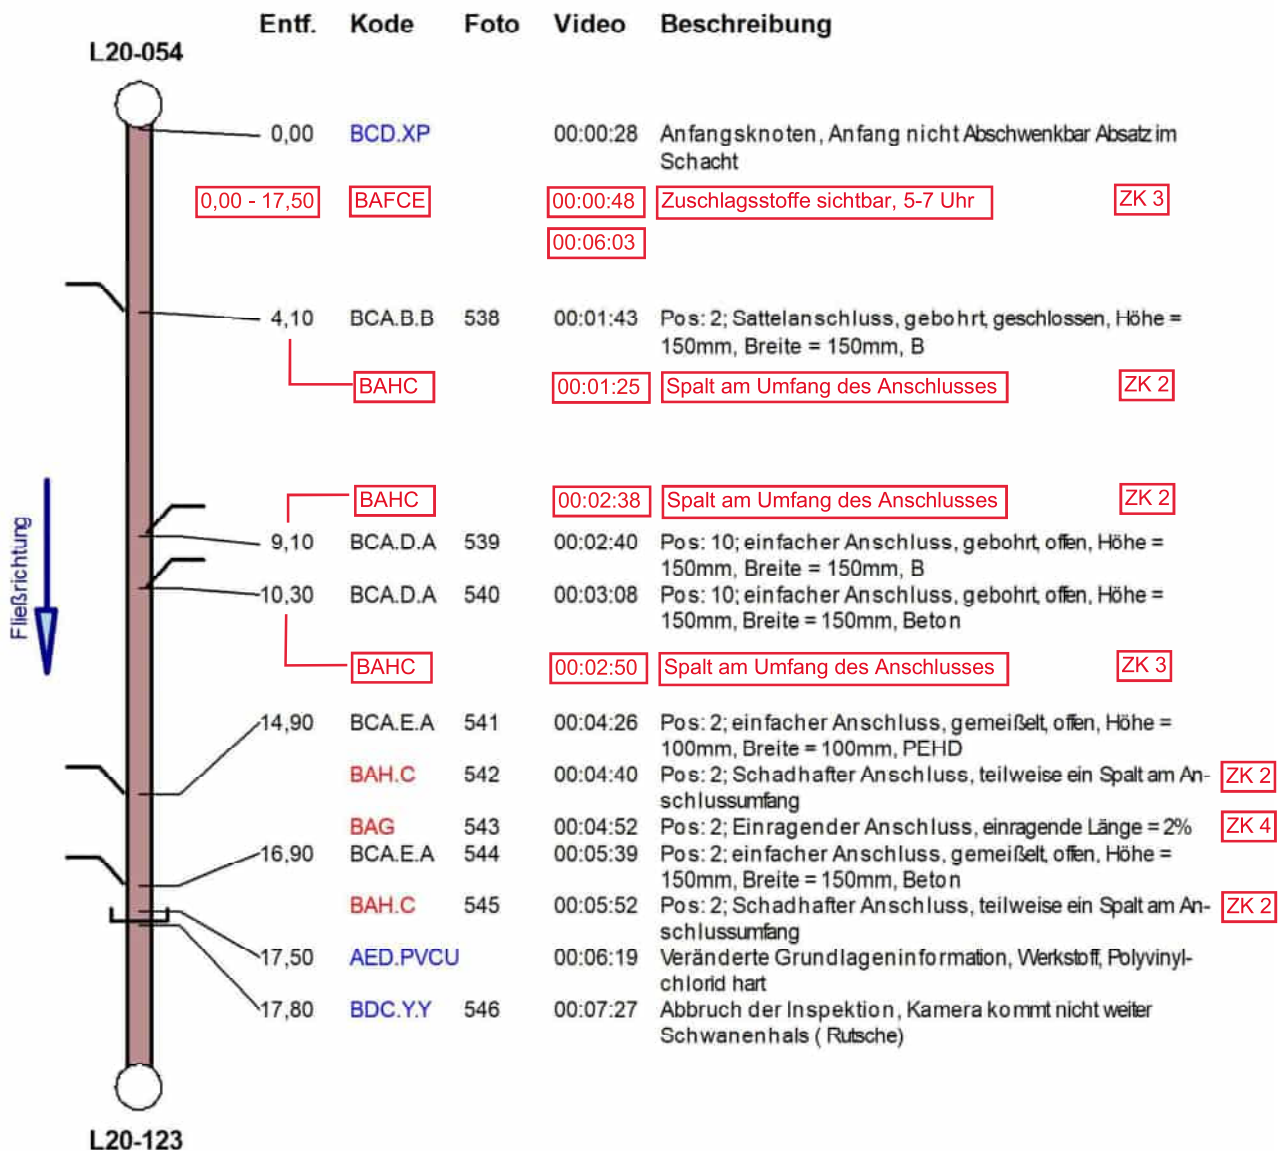 Entf. Kode Foto Video Beschreibung
L20-054
0,00 BCD.XP 00:00:28 Anfangsknoten, Anfang nicht Abschwenkbar Absatz im
Schacht
0,00 - 17,50 BAFCE 00:00:48 Zuschlagsstoffe sichtbar, 5-7 Uhr ZK 3
00:06:03
4,10 BCA.B.B 538 00:01:43 Pos: 2; Sattelanschluss, gebohrt, geschlossen, Höhe =
150mm, Breite = 150mm, B
BAHC 00:01:25 Spalt am Umfang des Anschlusses ZK 2
BAHC 00:02:38 Spalt am Umfang des Anschlusses ZK 2
9,10 BCA.D.A 539 00:02:40 Pos: 10; einfacher Anschluss, gebohrt, offen, Höhe =
150mm, Breite = 150mm, B
10,30 BCA.D.A 540 00:03:08 Pos: 10; einfacher Anschluss, gebohrt, offen, Höhe =
150mm, Breite = 150mm, Beton
Fließrichtung
BAHC 00:02:50 Spalt am Umfang des Anschlusses ZK 3
14,90 BCA.E.A 541 00:04:26 Pos: 2; einfacher Anschluss, gemeißelt, offen, Höhe =
100mm, Breite = 100mm, PEHD
BAH.C 542 00:04:40 Pos: 2; Schadhafter Anschluss, teilweise ein Spalt am An- ZK 2
schlussumfang
BAG 543 00:04:52 Pos: 2; Einragender Anschluss, einragende Länge = 2% ZK 4
16,90 BCA.E.A 544 00:05:39 Pos: 2; einfacher Anschluss, gemeißelt, offen, Höhe =
150mm, Breite = 150mm, Beton
BAH.C 545 00:05:52 Pos: 2; Schadhafter Anschluss, teilweise ein Spalt am An- ZK 2
schlussumfang
17,50 AED.PVCU 00:06:19 Veränderte Grundlageninformation, Werkstoff, Polyvinyl-
chlorid hart
17,80 BDC.Y.Y 546 00:07:27 Abbruch der Inspektion, Kamera kommt nicht weiter
Schwanenhals ( Rutsche)
L20-123